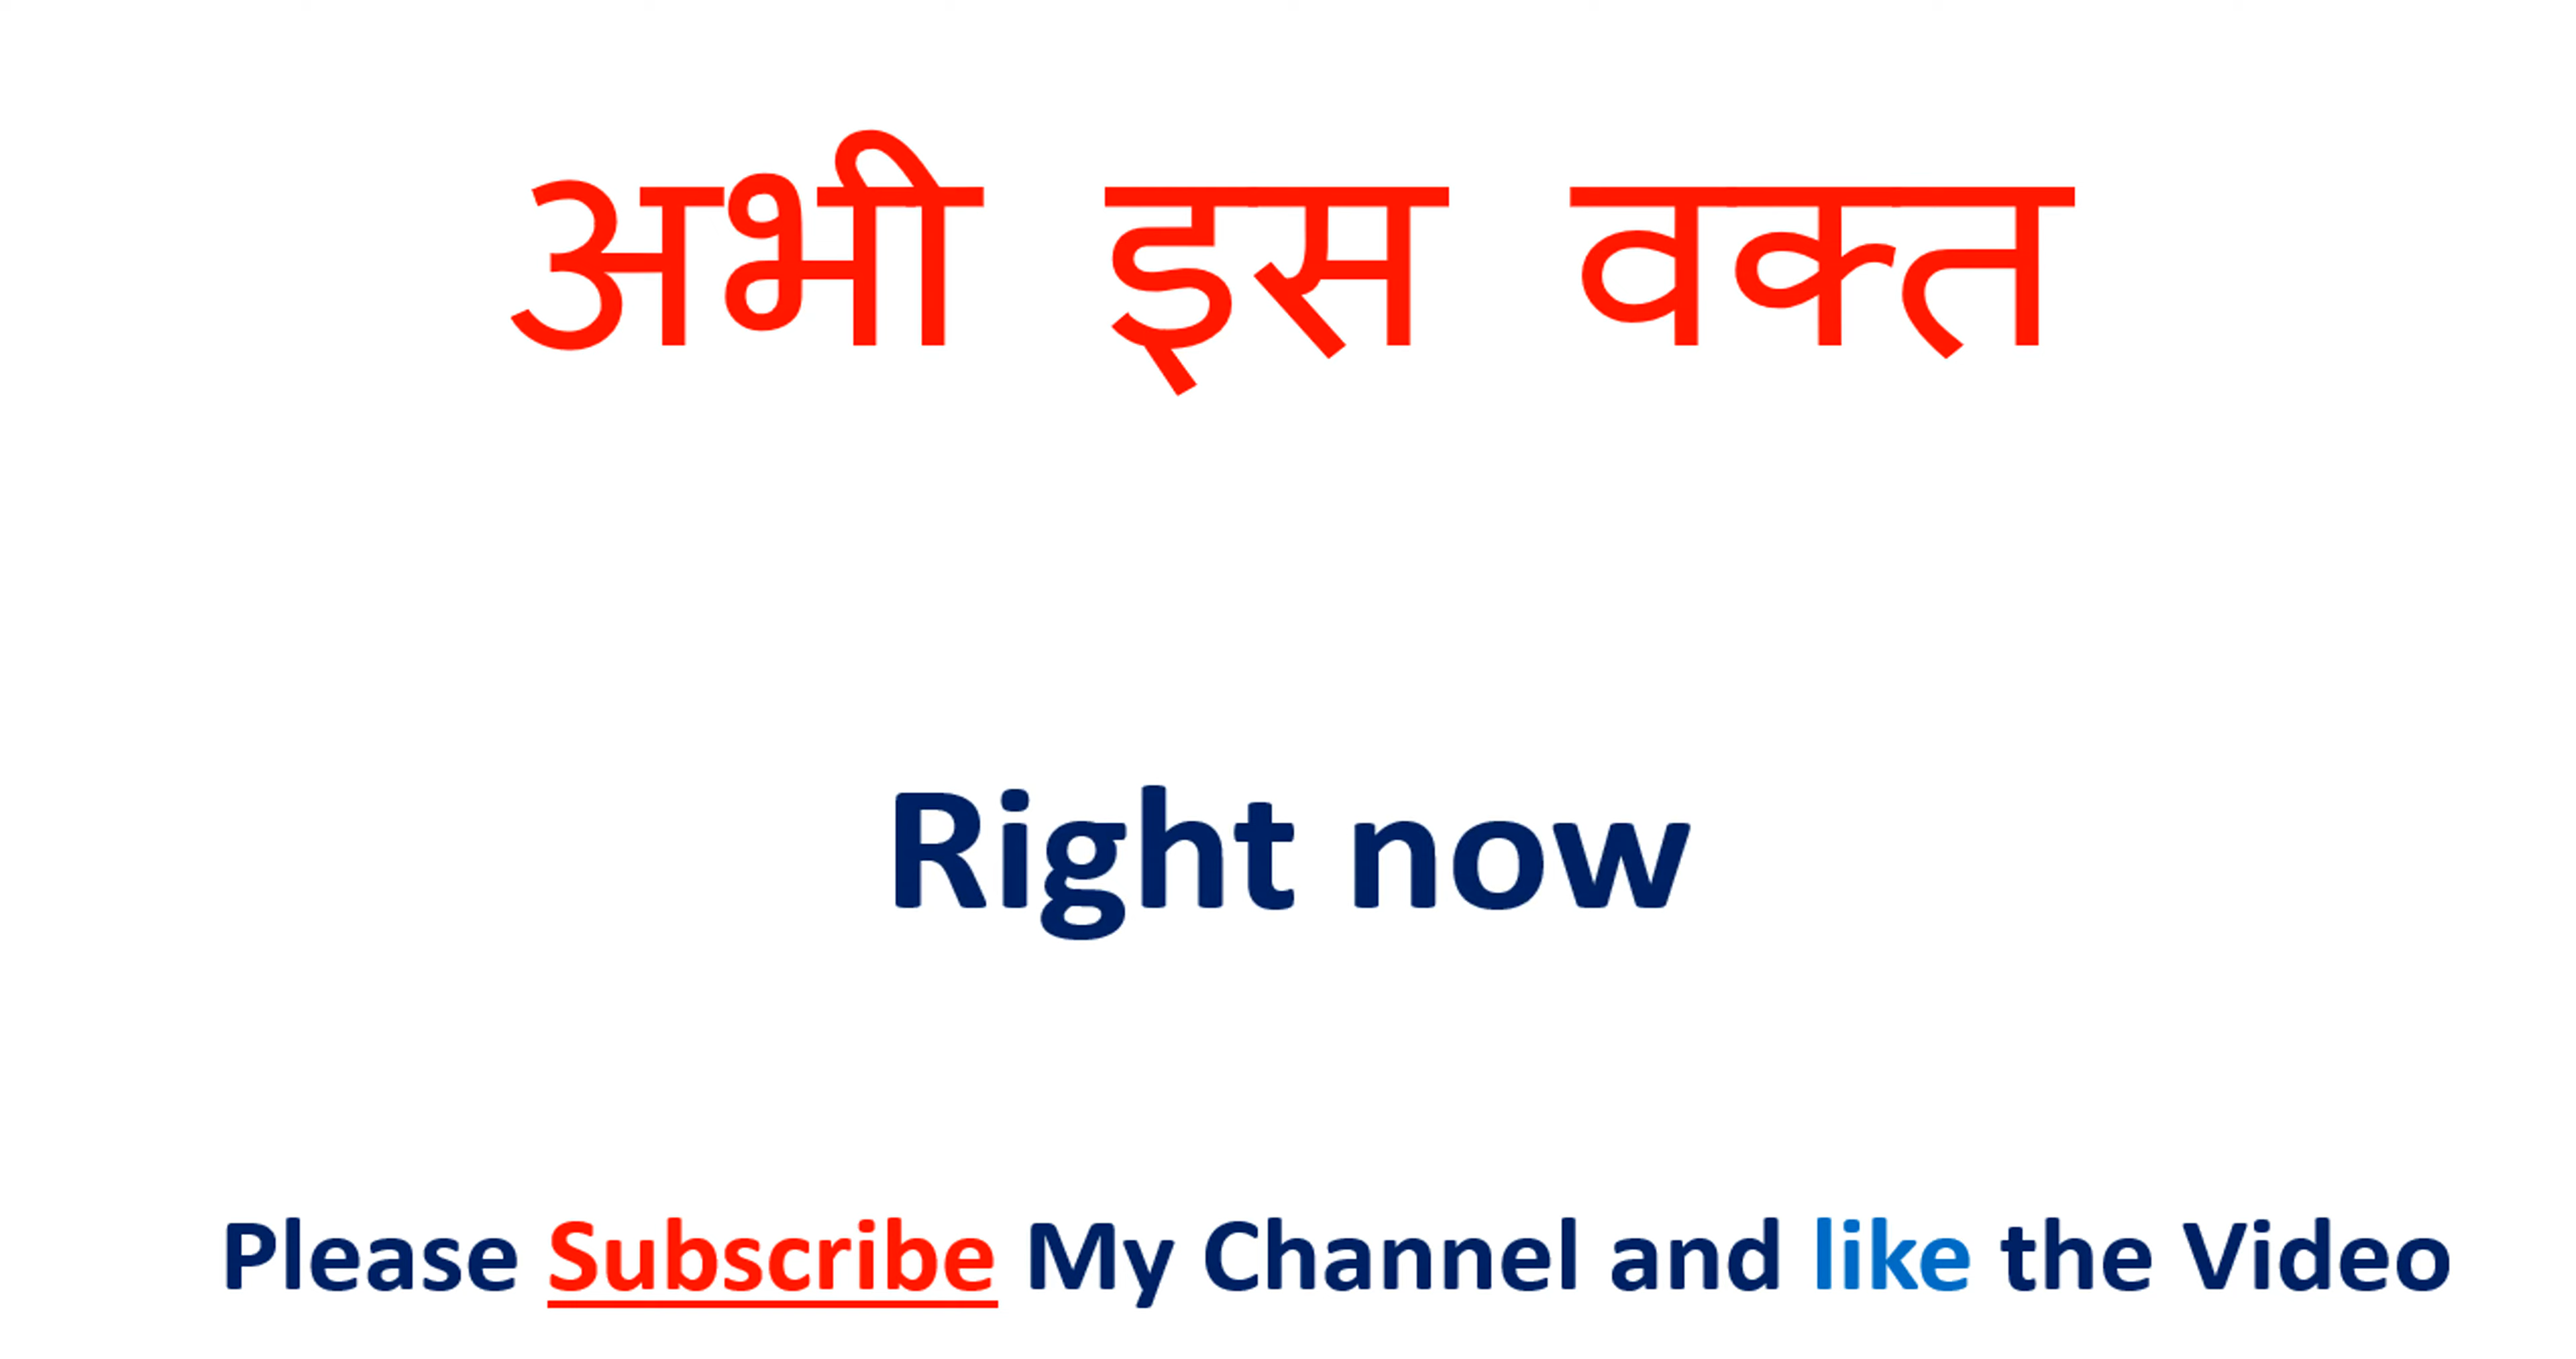 अभी इस वक्त
Right now
Please Subscribe My Channel and like the Video